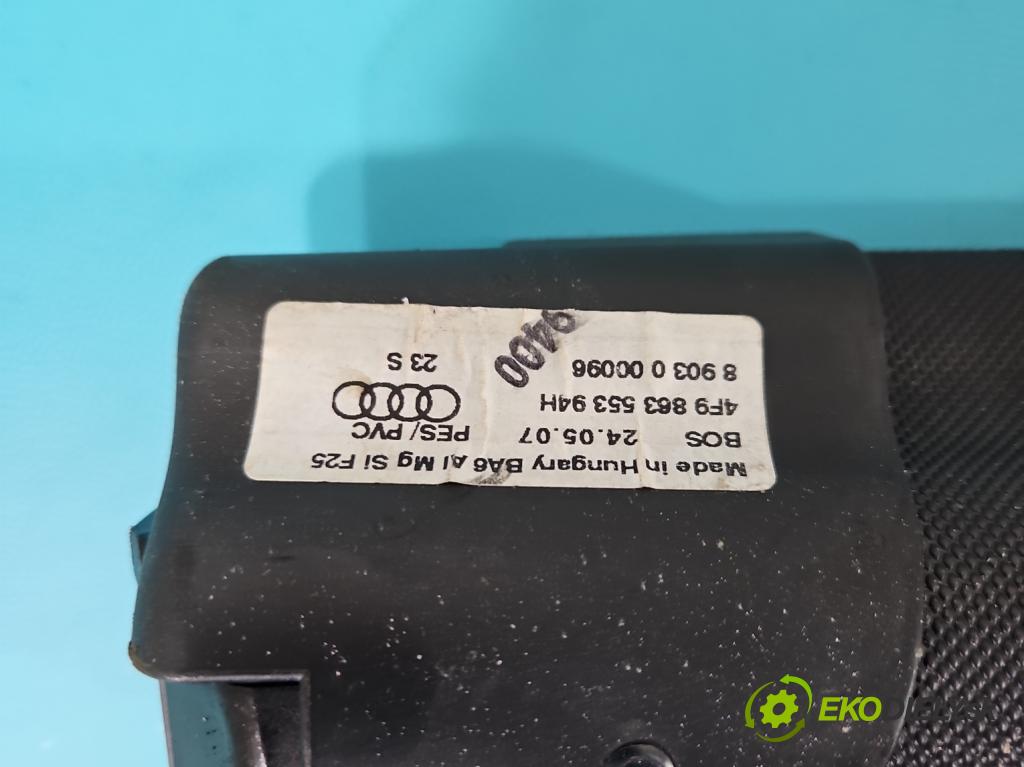 Made in Hungary BA6 Al Mg Si F25
BOS 24.05.07 PES/PVC
4F9 863 553 94H
8 903 0 00096 23 S
9400
EKO